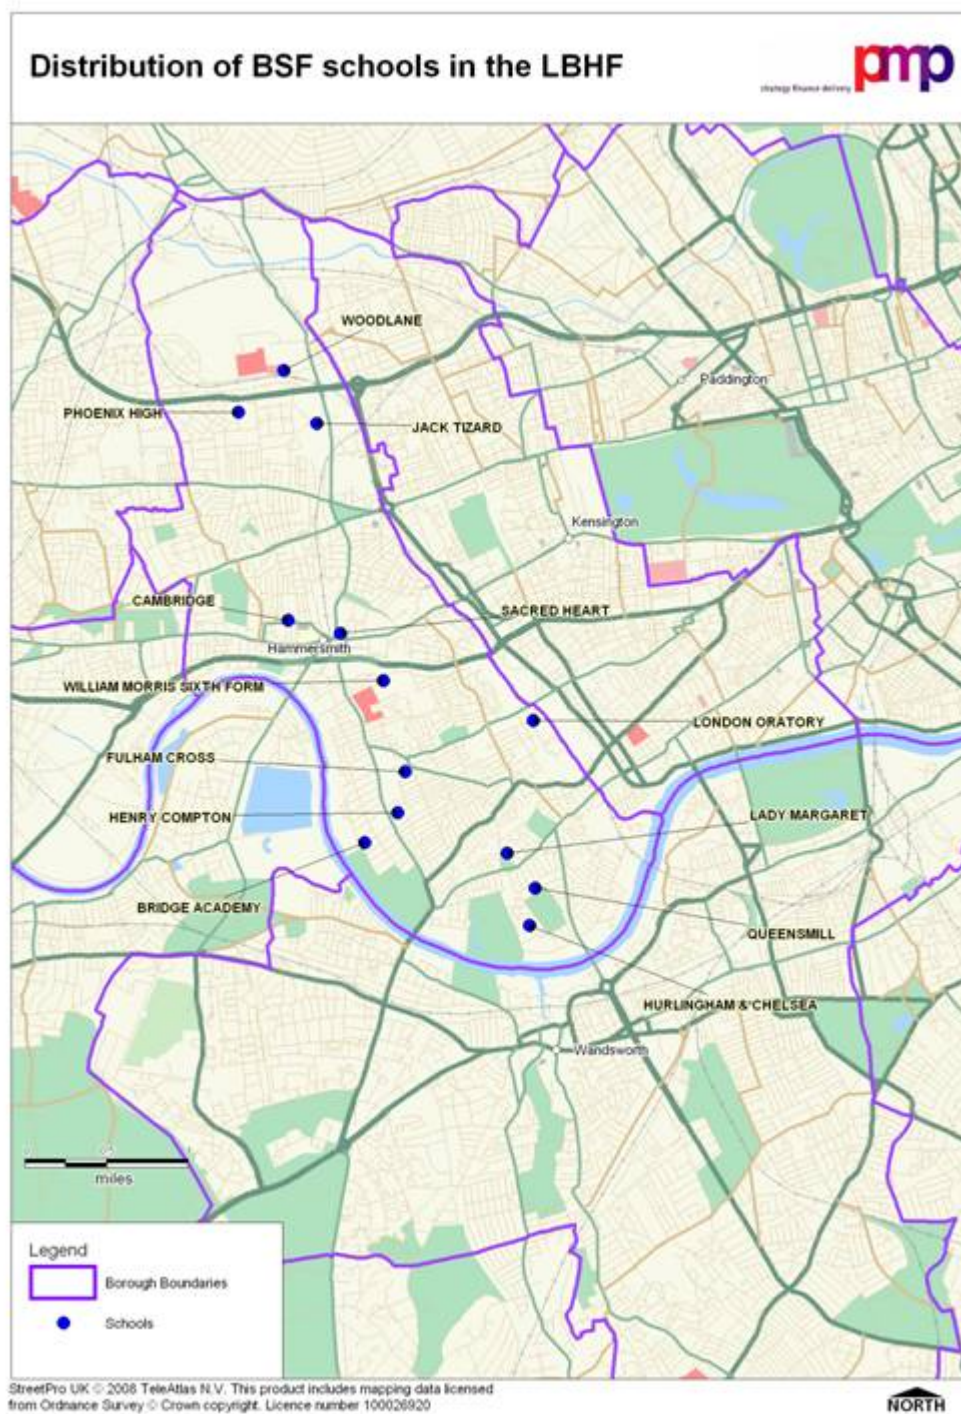 Distribution of BSF schools in the LBHF
pmp
strategy finance delivery
WOODLANE
Paddington
PHOENIX HIGH
JACK TIZARD
Kensington
CAMBRIDGE
SACRED HEART
Hammersmith
WILLIAM MORRIS SIXTH FORM
LONDON ORATORY
FULHAM CROSS
HENRY COMPTON
LADY MARGARET
BRIDGE ACADEMY
QUEENSMILL
HURLINGHAM &'CHELSEA
Wandsworth
miles
Legend
Borough Boundaries
Schools
StreetPro UK © 2008 TeleAtlas N.V. This product includes mapping data licensed
from Ordnance Survey © Crown copyright. Licence number 100026920
NORTH